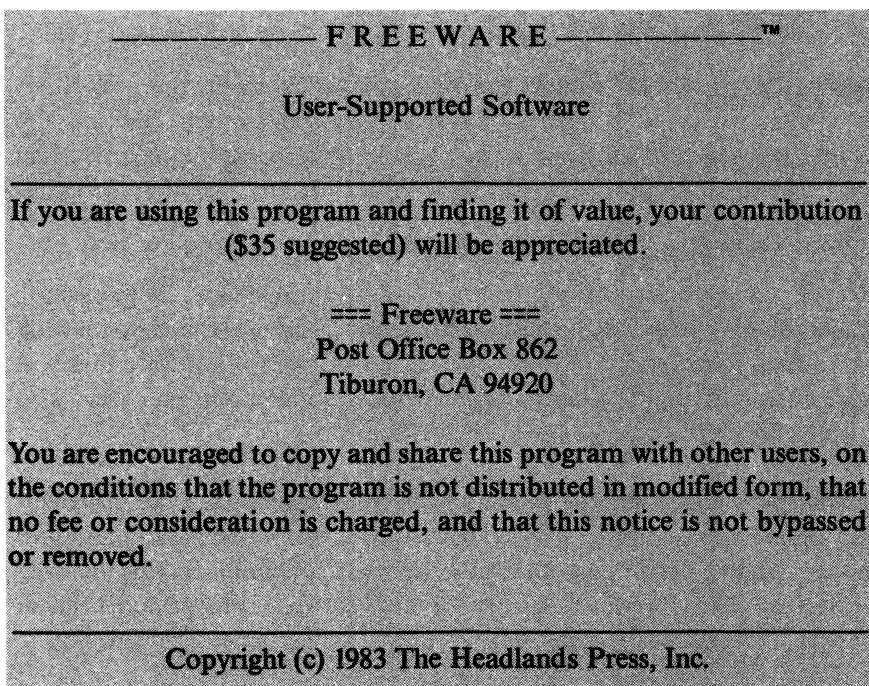 —————— F R E E W A R E ——————™
User-Supported Software
If you are using this program and finding it of value, your contribution
($35 suggested) will be appreciated.
=== Freeware ===
Post Office Box 862
Tiburon, CA 94920
You are encouraged to copy and share this program with other users, on
the conditions that the program is not distributed in modified form, that
no fee or consideration is charged, and that this notice is not bypassed
or removed.
Copyright (c) 1983 The Headlands Press, Inc.